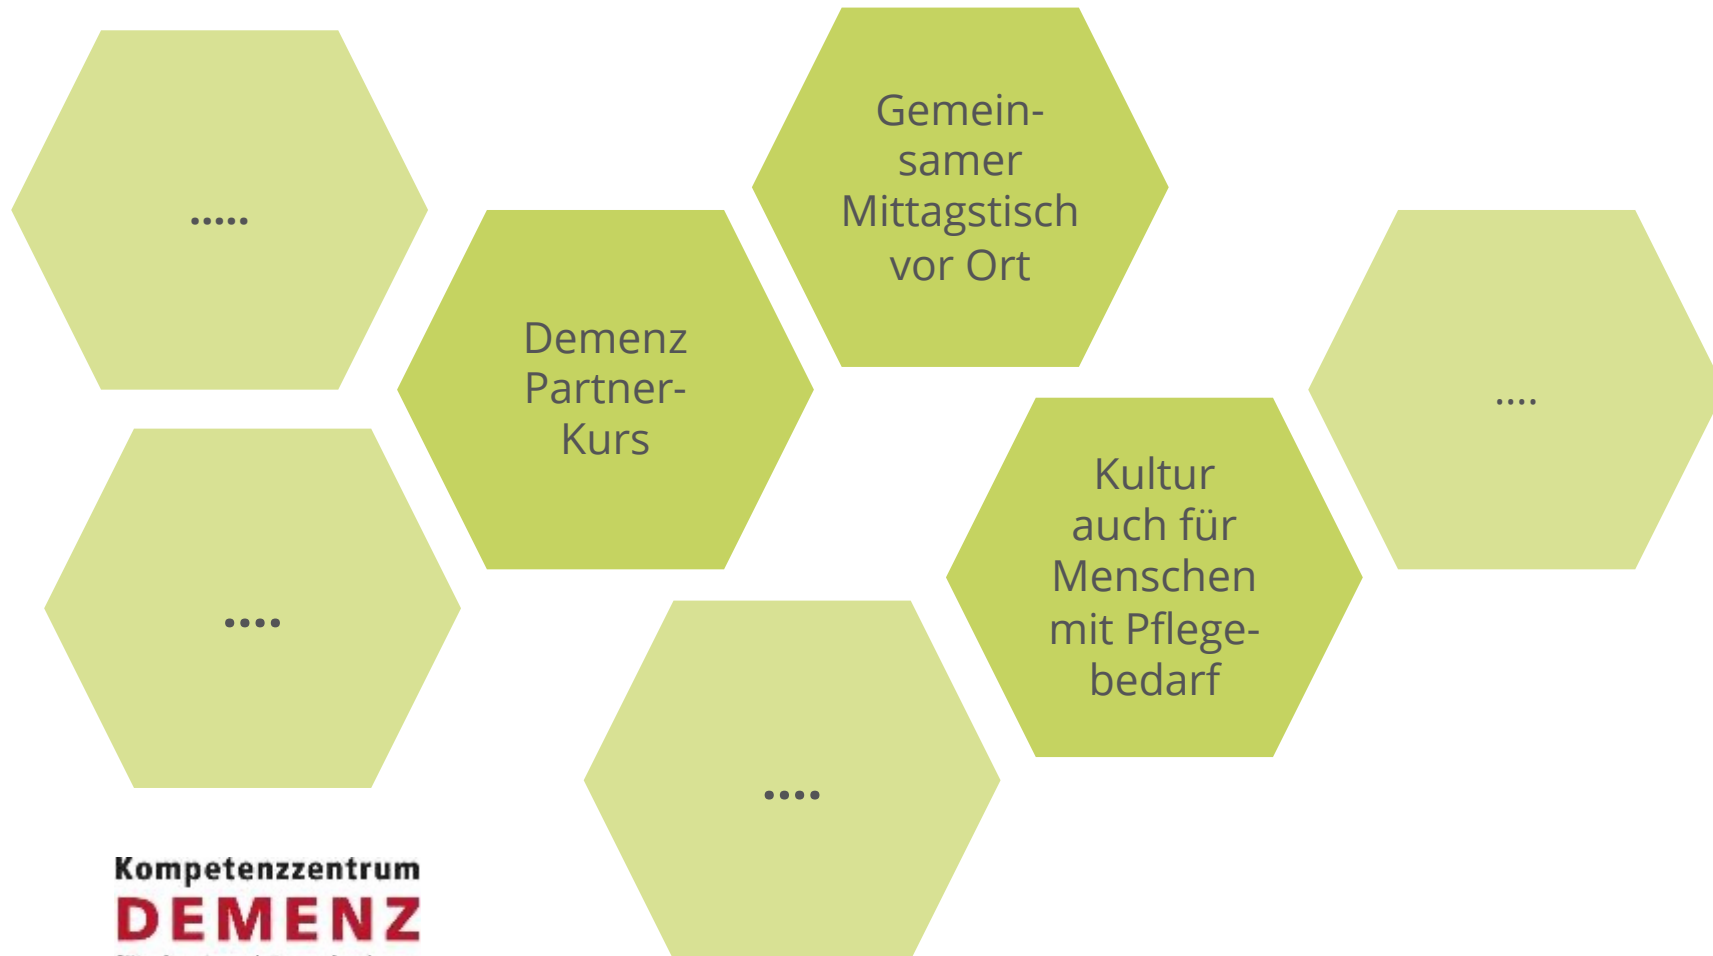 .....
Gemein-
samer
Mittagstisch
vor Ort
Demenz
Partner-
Kurs
....
Kultur
auch für
Menschen
mit Pflege-
bedarf
....
....
Kompetenzzentrum
DEMENZ